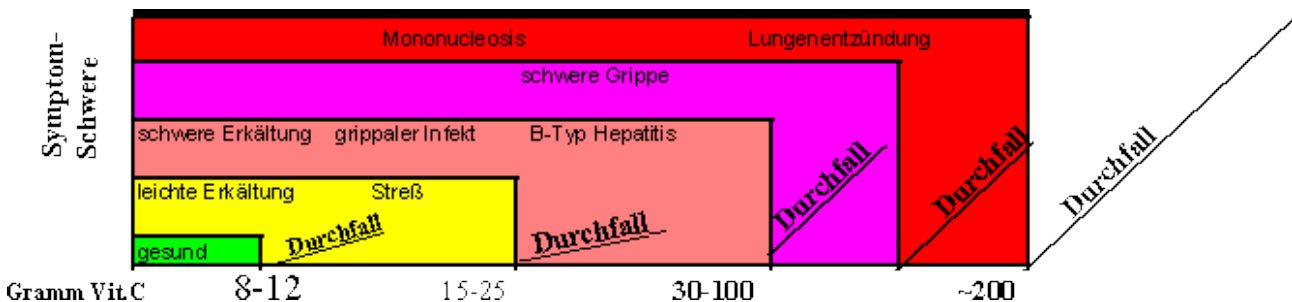 Symptom-
Schwere
Mononucleosis Lungenentzündung
schwere Grippe
schwere Erkältung grippaler Infekt B-Typ Hepatitis
leichte Erkältung Streß
gesund Durchfall Durchfall Durchfall Durchfall Durchfall
Gramm Vit.C 8-12 15-25 30-100 ~200